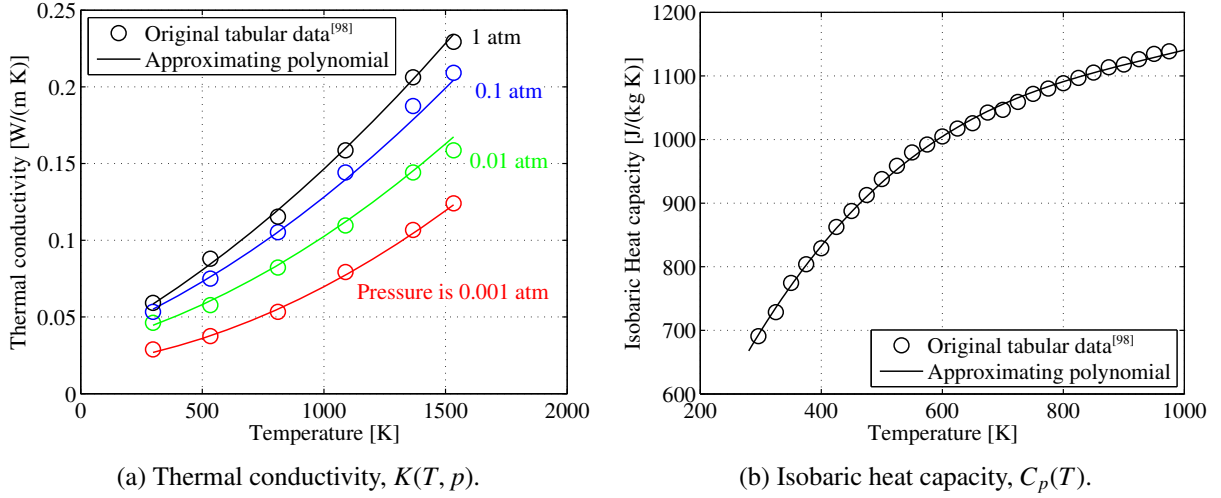 Thermal conductivity [W/(m K)]
0.25
0.2
0.15
0.1
0.05
0
Original tabular data[98]
Approximating polynomial
1 atm
0.1 atm
0.01 atm
Pressure is 0.001 atm
0 500 1000 1500 2000
Temperature [K]
(a) Thermal conductivity, K(T, p).
Isobaric Heat capacity [J/(kg K)]
1200
1100
1000
900
800
700
600
Original tabular data[98]
Approximating polynomial
200 400 600 800 1000
Temperature [K]
(b) Isobaric heat capacity, Cp(T).